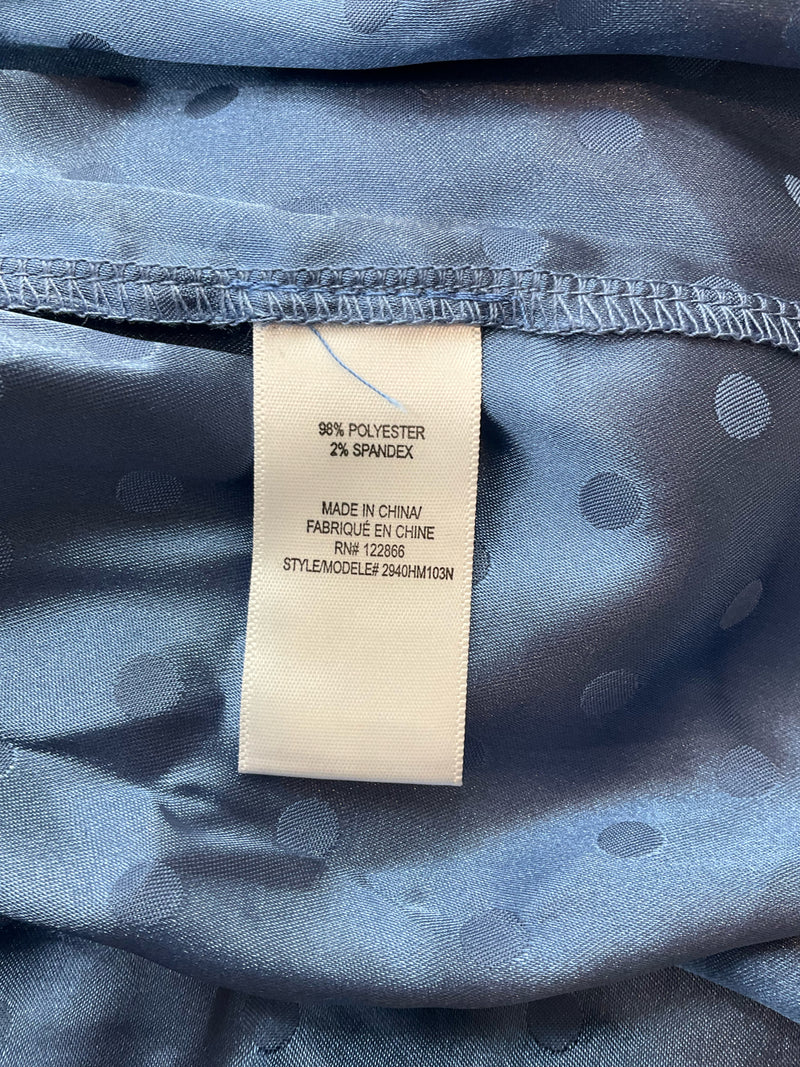 98% POLYESTER
2% SPANDEX
MADE IN CHINA/
FABRIQUÉ EN CHINE
RN# 122866
STYLE/MODELE# 2940HM103N